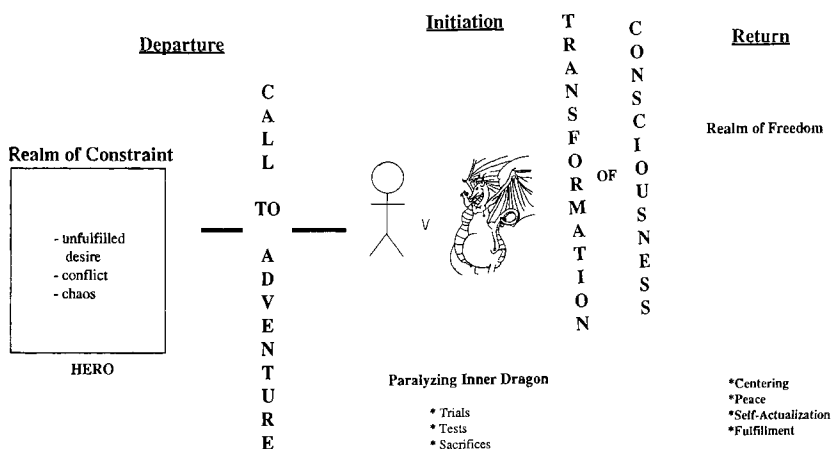 Departure
CALL TO ADVENTURE
Realm of Constraint
- unfulfilled
desire
- conflict
- chaos
HERO
Initiation
v
Paralyzing Inner Dragon
* Trials
* Tests
* Sacrifices
TRANSFORMATION
OF
CONSCIOUSNESS
Return
Realm of Freedom
*Centering
*Peace
*Self-Actualization
*Fulfillment